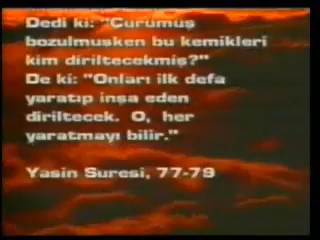 Dedi ki: "Çürümüş
bozulmuşken bu kemikleri
kim diriltecekmiş?"
De ki: "Onları ilk defa
yaratıp inşa eden
diriltecek. O, her
yaratmayı bilir."
Yasin Suresi, 77-79